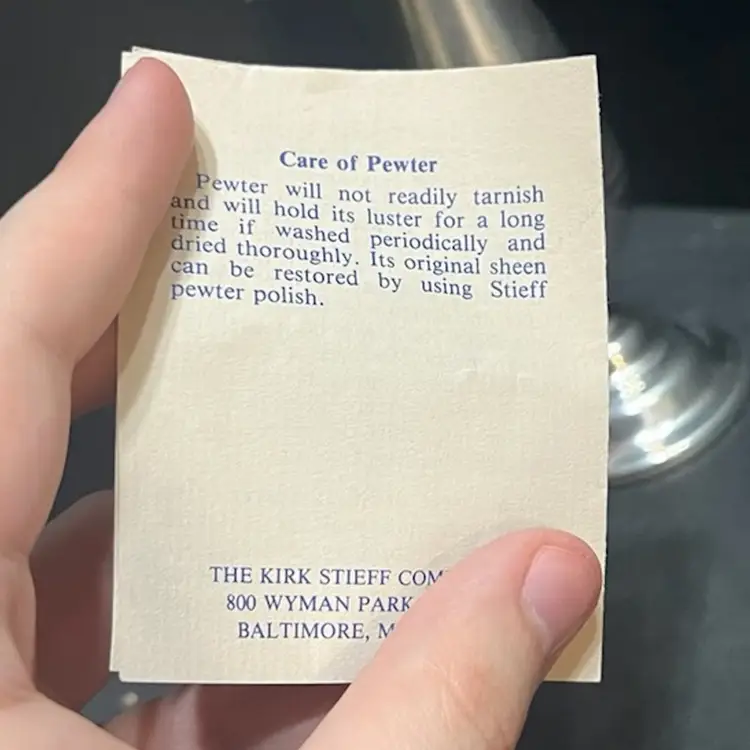 Care of Pewter
Pewter will not readily tarnish
and will hold its luster for a long
time if washed periodically and
dried thoroughly. Its original sheen
can be restored by using Stieff
pewter polish.
THE KIRK STIEFF
800 WYMAN PARK
BALTIMORE,